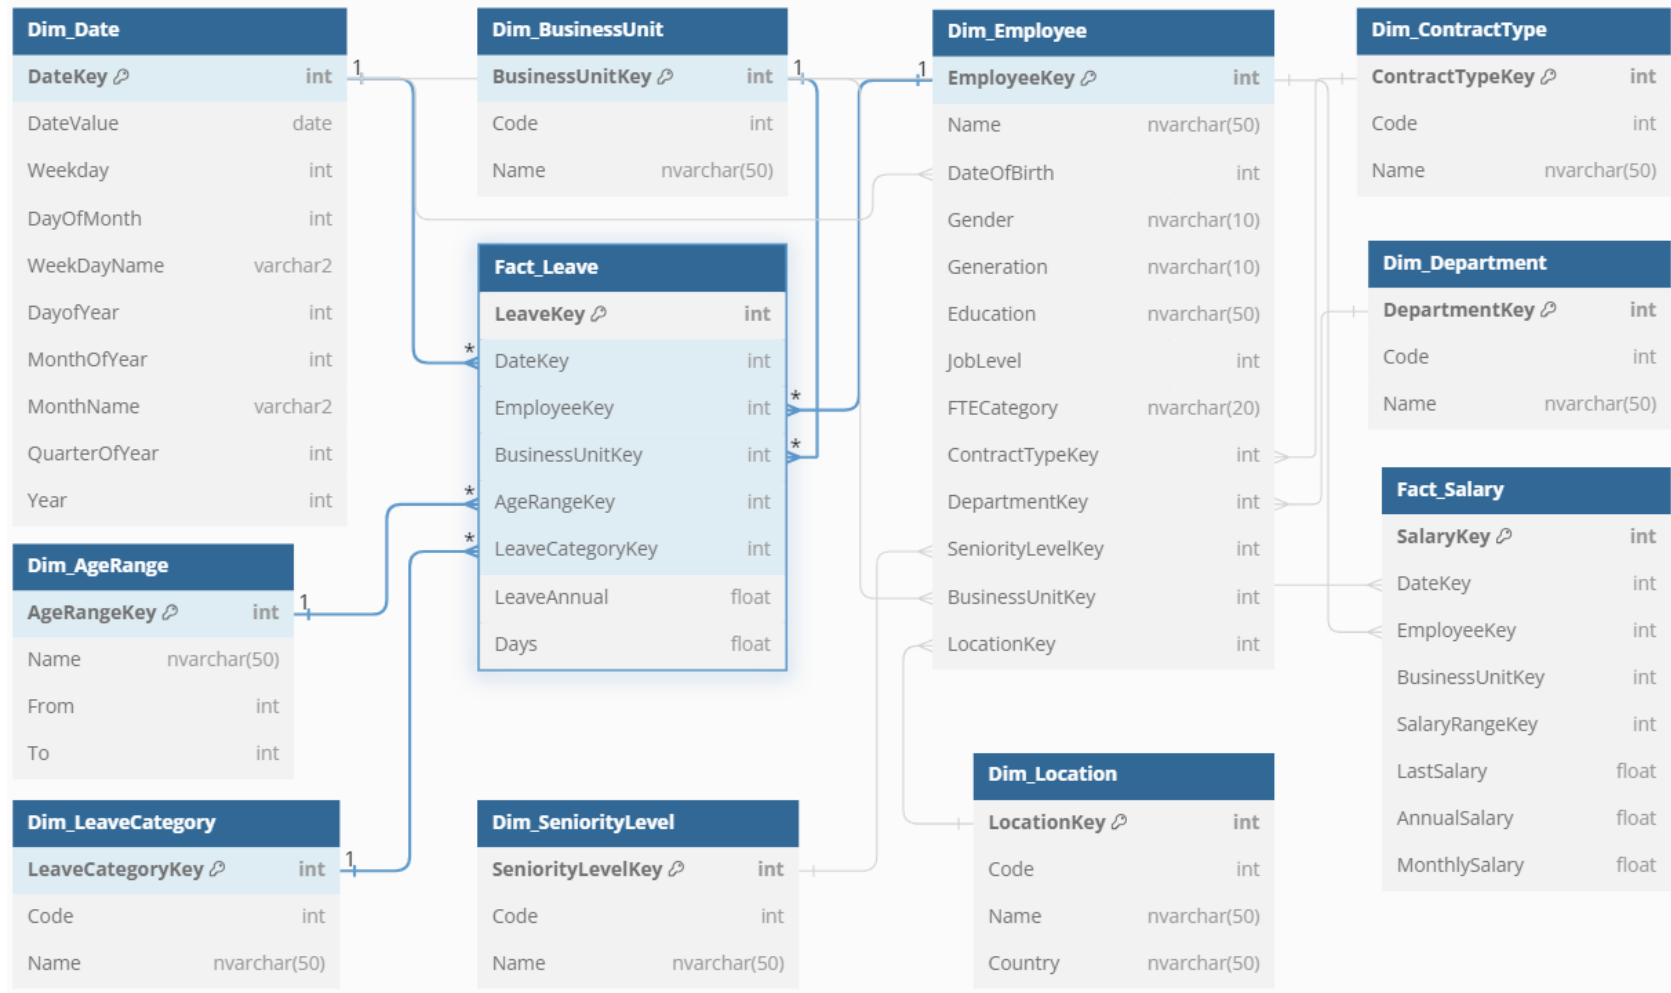 Dim_Date
DateKey int
DateValue date
Weekday int
DayOfMonth int
WeekDayName varchar2
DayofYear int
MonthOfYear int
MonthName varchar2
QuarterOfYear int
Year int
1
Dim_BusinessUnit
BusinessUnitKey int
Code int
Name nvarchar(50)
1
Dim_Employee
1
EmployeeKey int
Name nvarchar(50)
DateOfBirth int
Gender nvarchar(10)
Generation nvarchar(10)
Education nvarchar(50)
JobLevel int
FTECategory nvarchar(20)
ContractTypeKey int
DepartmentKey int
SeniorityLevelKey int
BusinessUnitKey int
LocationKey int
Dim_ContractType
ContractTypeKey int
Code int
Name nvarchar(50)
Fact_Leave
LeaveKey int
* DateKey int
EmployeeKey int *
BusinessUnitKey int *
* AgeRangeKey int
* LeaveCategoryKey int
LeaveAnnual float
Days float
Dim_Department
DepartmentKey int
Code int
Name nvarchar(50)
Fact_Salary
SalaryKey int
DateKey int
EmployeeKey int
BusinessUnitKey int
SalaryRangeKey int
LastSalary float
AnnualSalary float
MonthlySalary float
Dim_AgeRange
AgeRangeKey int
1
Name nvarchar(50)
From int
To int
Dim_LeaveCategory
LeaveCategoryKey int
1
Code int
Name nvarchar(50)
Dim_SeniorityLevel
SeniorityLevelKey int
Code int
Name nvarchar(50)
Dim_Location
LocationKey int
Code int
Name nvarchar(50)
Country nvarchar(50)